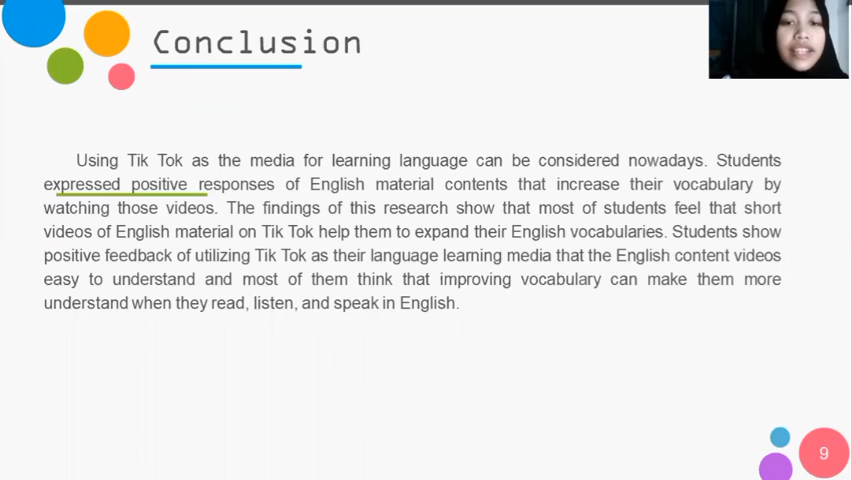 Conclusion
Using Tik Tok as the media for learning language can be considered nowadays. Students
expressed positive responses of English material contents that increase their vocabulary by
watching those videos. The findings of this research show that most of students feel that short
videos of English material on Tik Tok help them to expand their English vocabularies. Students show
positive feedback of utilizing Tik Tok as their language learning media that the English content videos
easy to understand and most of them think that improving vocabulary can make them more
understand when they read, listen, and speak in English.
9